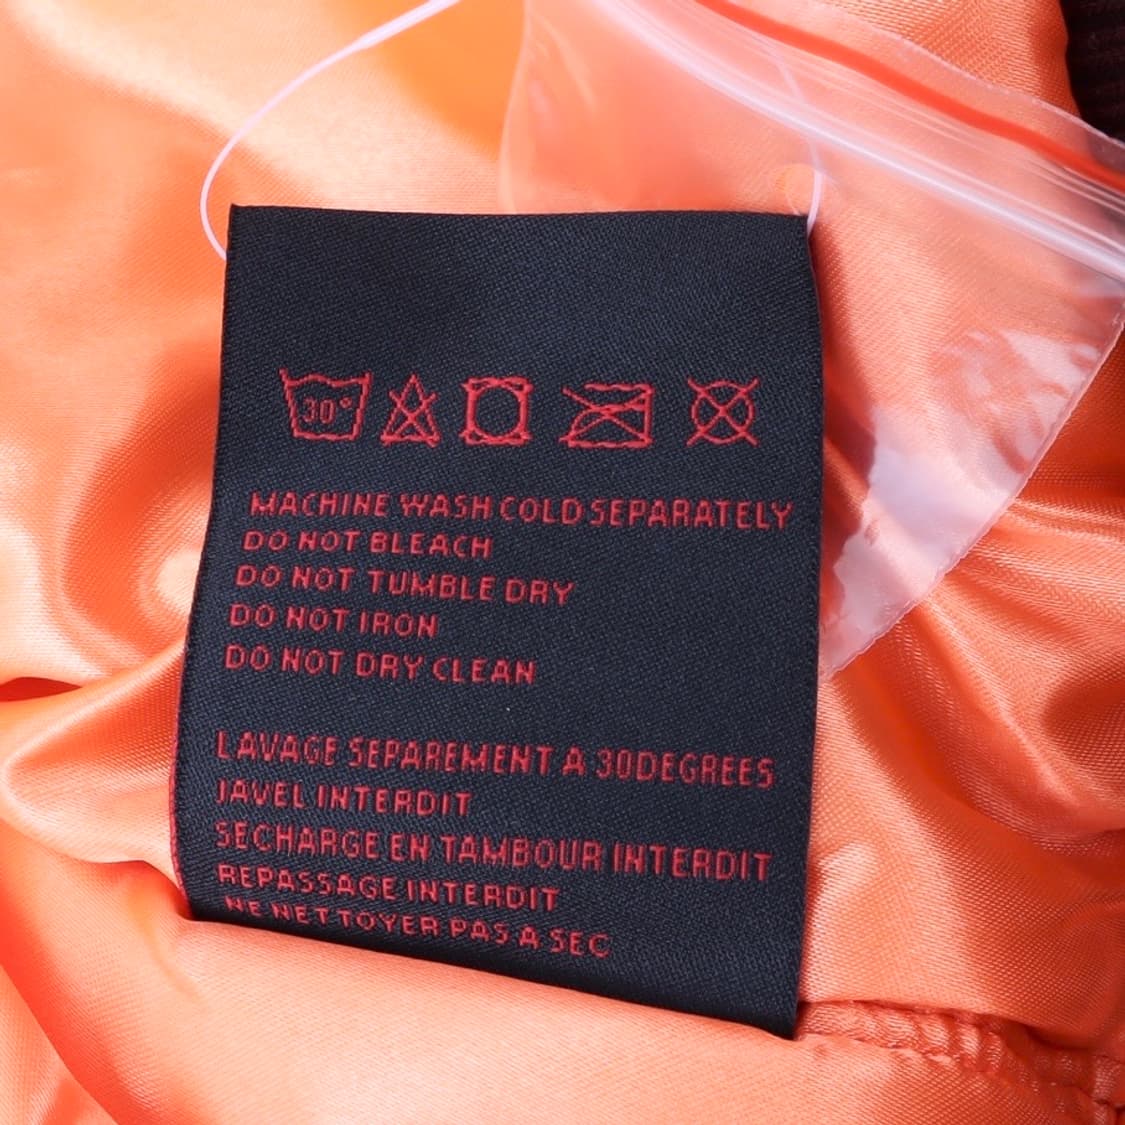 30°
MACHINE WASH COLD SEPARATELY
DO NOT BLEACH
DO NOT TUMBLE DRY
DO NOT IRON
DO NOT DRY CLEAN
LAVAGE SEPAREMENT A 30DEGREES
JAVEL INTERDIT
SECHARGE EN TAMBOUR INTERDIT
REPASSAGE INTERDIT
NE NETTOYER PAS A SEC